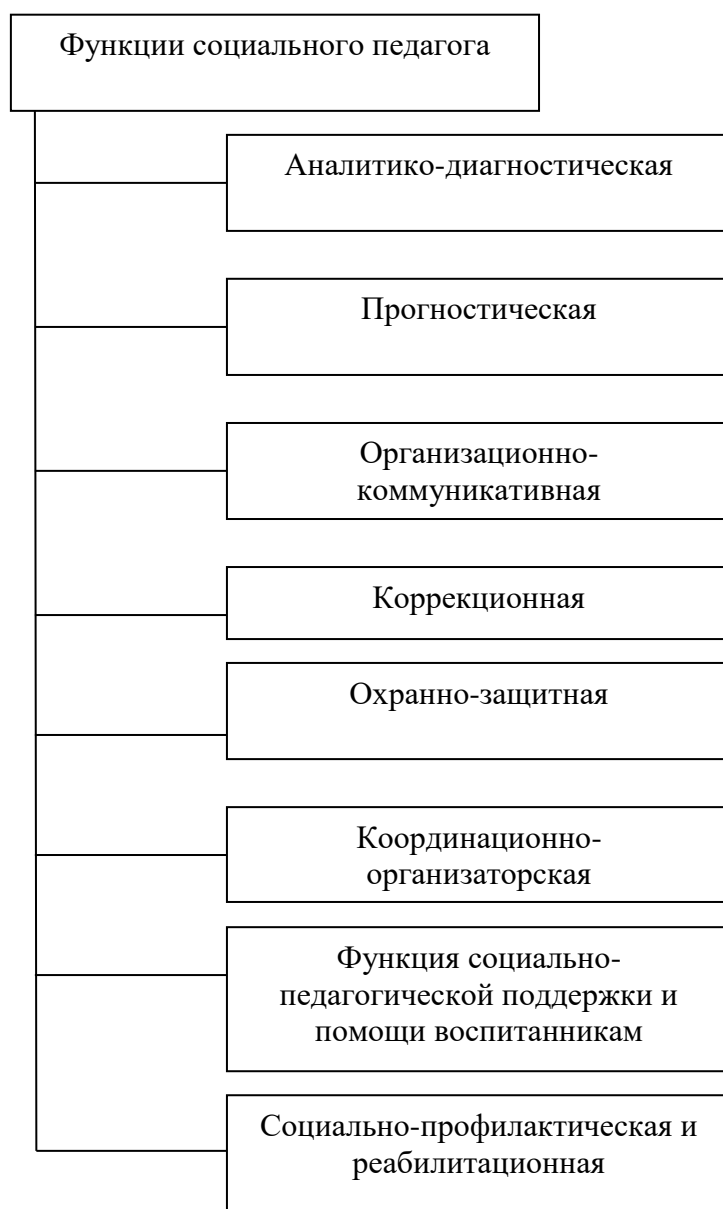 Функции социального педагога
Аналитико-диагностическая
Прогностическая
Организационно-
коммуникативная
Коррекционная
Охранно-защитная
Координационно-
организаторская
Функция социально-
педагогической поддержки и
помощи воспитанникам
Социально-профилактическая и
реабилитационная